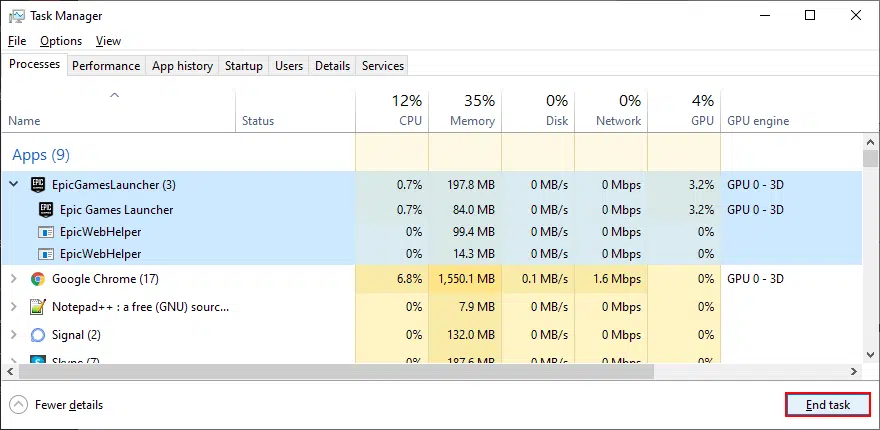 Task Manager
File Options View
Processes Performance App history Startup Users Details Services
12% 35% 0% 0% 4%
Name Status CPU Memory Disk Network GPU GPU engine
Apps (9)
EPIC EpicGamesLauncher (3) 0.7% 197.8 MB 0 MB/s 0 Mbps 3.2% GPU 0 - 3D
EPIC Epic Games Launcher 0.7% 84.0 MB 0 MB/s 0 Mbps 3.2% GPU 0 - 3D
EpicWebHelper 0% 99.4 MB 0 MB/s 0 Mbps 0%
EpicWebHelper 0% 14.3 MB 0 MB/s 0 Mbps 0%
Google Chrome (17) 6.8% 1,550.1 MB 0.1 MB/s 1.6 Mbps 0% GPU 0 - 3D
Notepad++ : a free (GNU) sourc... 0% 7.9 MB 0 MB/s 0 Mbps 0%
Signal (2) 0% 132.0 MB 0 MB/s 0 Mbps 0%
Skype (7) 0% 187.6 MB 0 MB/s 0 Mbps 0%
Fewer details End task